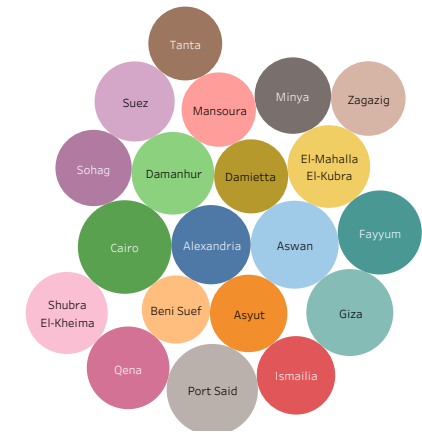 Tanta
Suez
Mansoura
Minya
Zagazig
Sohag
Damanhur
Damietta
El-Mahalla
El-Kubra
Cairo
Alexandria
Aswan
Fayyum
Shubra
El-Kheima
Beni Suef
Asyut
Giza
Qena
Port Said
Ismailia